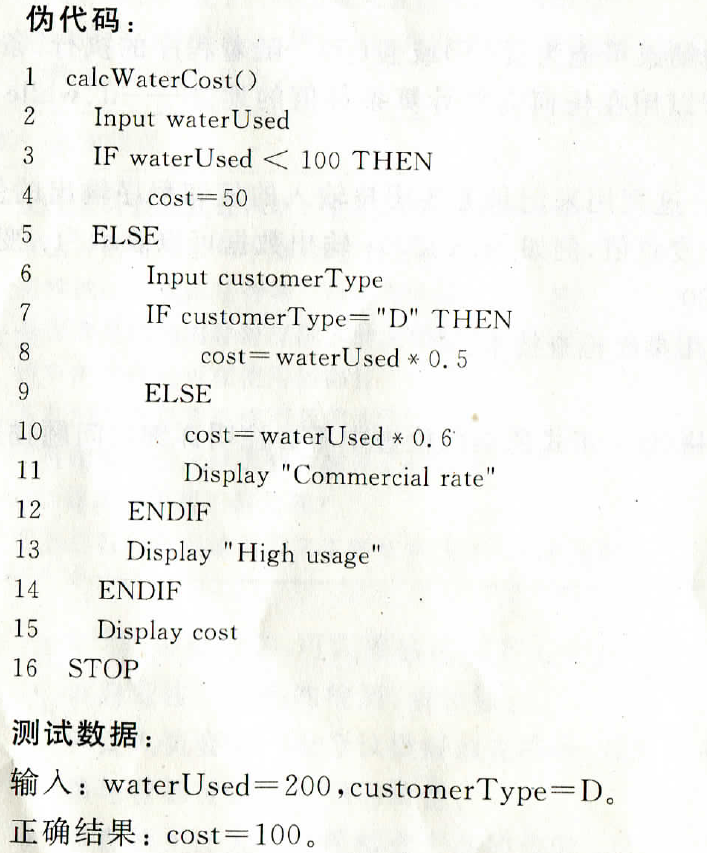 伪代码：
1 calcWaterCost()
2 Input waterUsed
3 IF waterUsed < 100 THEN
4 cost=50
5 ELSE
6 Input customerType
7 IF customerType="D" THEN
8 cost=waterUsed * 0.5
9 ELSE
10 cost=waterUsed * 0.6
11 Display "Commercial rate"
12 ENDIF
13 Display "High usage"
14 ENDIF
15 Display cost
16 STOP
测试数据：
输入：waterUsed=200,customerType=D。
正确结果：cost=100。